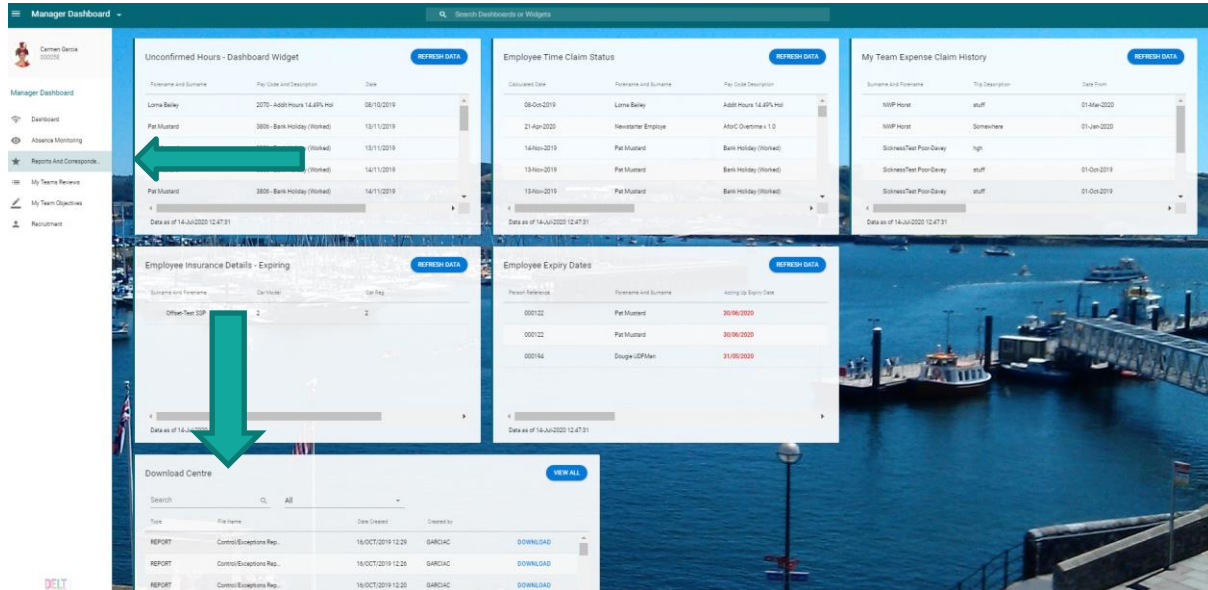 Manager Dashboard
Search Dashboards or Widgets
Carmen Garcia
000258
Manager Dashboard
Dashboard
Absence Monitoring
Reports And Corresponde...
My Teams Reviews
My Team Objectives
Recruitment
DELT
Unconfirmed Hours - Dashboard Widget REFRESH DATA
Forename And Surname Pay Code And Description Date
Lorna Bailey 2070 - Addit Hours 14.49% Hol 08/10/2019
Pat Mustard 3806 - Bank Holiday (Worked) 13/11/2019
Bank Holiday (Worked) 13/11/2019
(Worked) 14/11/2019
Pat Mustard 3806 - Bank Holiday (Worked) 14/11/2019
Data as of 14-Jul-2020 12:47:31
Employee Time Claim Status REFRESH DATA
Calculated Date Forename And Surname Pay Code Description
08-Oct-2019 Lorna Bailey Addit Hours 14.49% Hol
21-Apr-2020 Newstarter Employe AforC Overtime x 1.0
14-Nov-2019 Pat Mustard Bank Holiday (Worked)
13-Nov-2019 Pat Mustard Bank Holiday (Worked)
13-Nov-2019 Pat Mustard Bank Holiday (Worked)
Data as of 14-Jul-2020 12:47:31
My Team Expense Claim History REFRESH DATA
Surname And Forename Trip Description Date From
NWP Horst stuff 01-Mar-2020
NWP Horst Somewhere 01-Jan-2020
SicknessTest Poor-Davey hgh
SicknessTest Poor-Davey stuff 01-Oct-2019
SicknessTest Poor-Davey stuff 01-Oct-2019
Data as of 14-Jul-2020 12:47:31
Employee Insurance Details - Expiring REFRESH DATA
Surname And Forename Car Model Car Reg
Offset-Test SSP 2 2
Data as of 14-Jul-2020
Employee Expiry Dates REFRESH DATA
Person Reference Forename And Surname Acting Up Expiry Date
000122 Pat Mustard 30/06/2020
000122 Pat Mustard 30/06/2020
000194 Dougie UDFMan 31/05/2020
Data as of 14-Jul-2020 12:47:31
Download Centre VIEW ALL
Search All
Type File Name Date Created Created by
REPORT Control/Exceptions Rep... 16/OCT/2019 12:29 GARCIAC DOWNLOAD
REPORT Control/Exceptions Rep... 16/OCT/2019 12:26 GARCIAC DOWNLOAD
REPORT Control/Exceptions Rep... 16/OCT/2019 12:20 GARCIAC DOWNLOAD